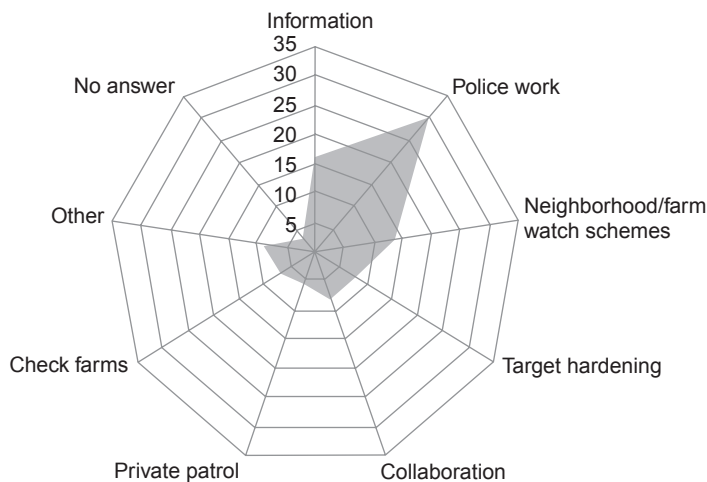 Information
35
30
25
20
15
10
5
No answer
Police work
Other
Neighborhood/farm
watch schemes
Check farms
Target hardening
Private patrol
Collaboration